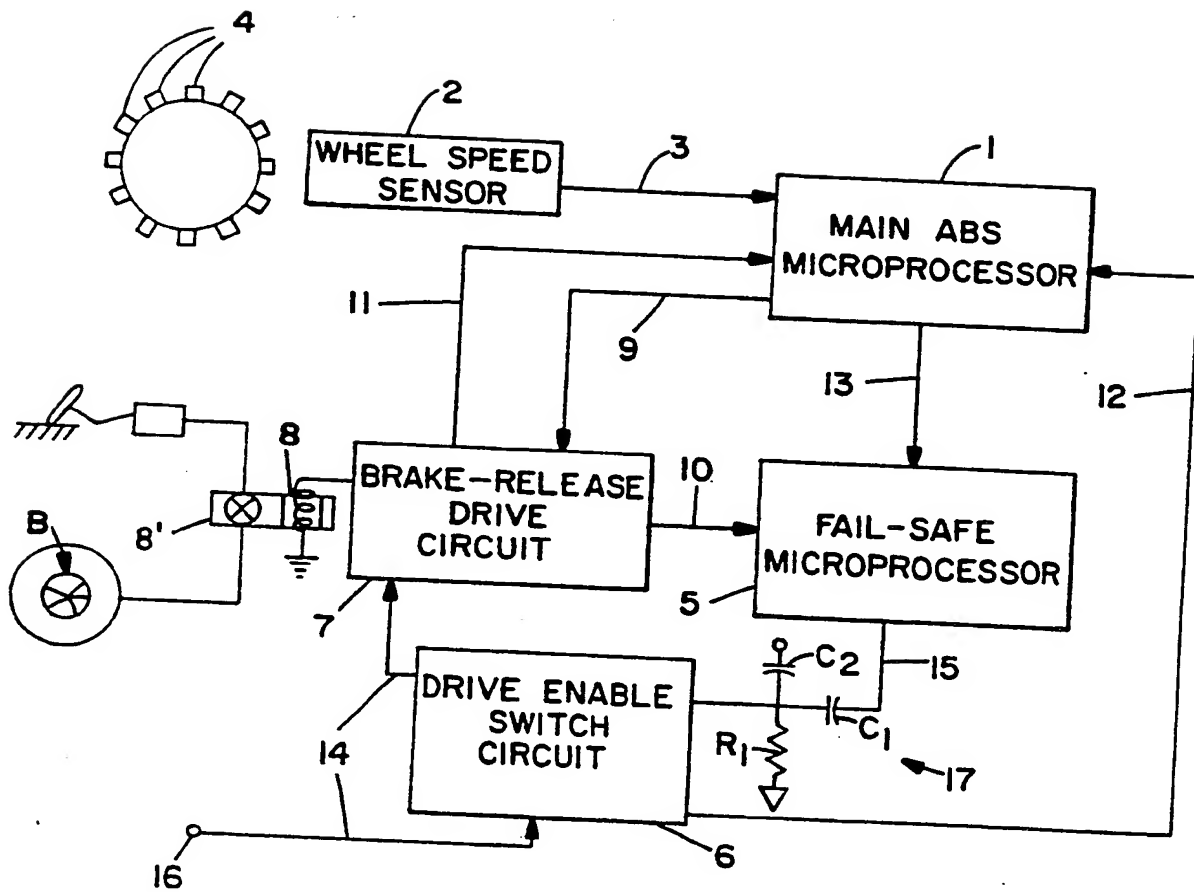 4
2
WHEEL SPEED
SENSOR
3
1
MAIN ABS
MICROPROCESSOR
11
9
13
12
8
BRAKE-RELEASE
DRIVE
CIRCUIT
10
FAIL-SAFE
MICROPROCESSOR
B
8'
7
5
C2
15
DRIVE ENABLE
SWITCH
CIRCUIT
R1
C1
17
14
6
16